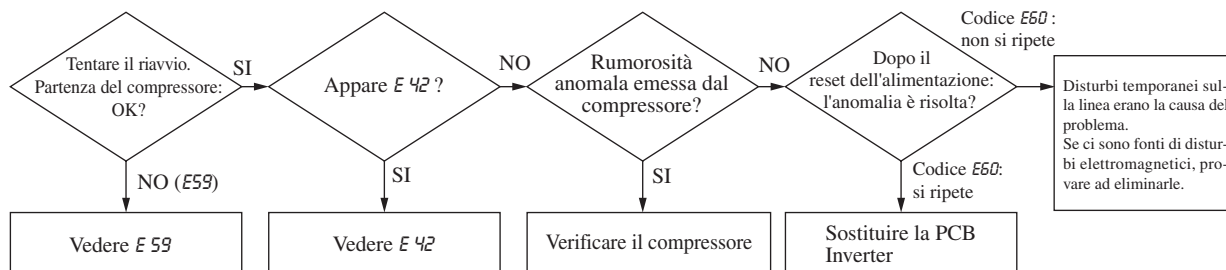 Tentare il riavvio.
Partenza del compressore:
OK?
SI
NO (E59)
Vedere E 59
Appare E 42 ?
NO
SI
Vedere E 42
Rumorosità
anomala emessa dal
compressore?
NO
SI
Verificare il compressore
Dopo il
reset dell'alimentazione:
l'anomalia è risolta?
Codice E60 :
non si ripete
Codice E60:
si ripete
Sostituire la PCB
Inverter
Disturbi temporanei sul-
la linea erano la causa del
problema.
Se ci sono fonti di distur-
bi elettromagnetici, pro-
vare ad eliminarle.